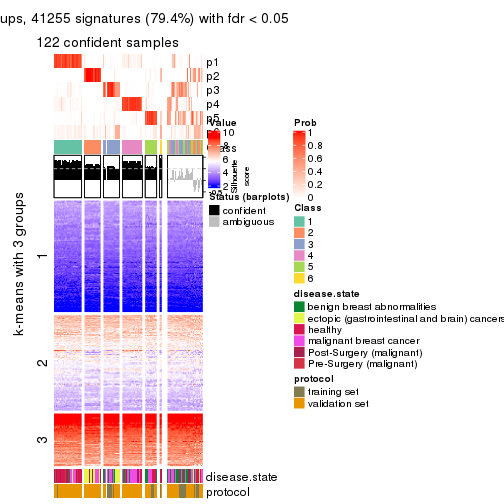 ups, 41255 signatures (79.4%) with fdr < 0.05
122 confident samples
p1
p2
p3
p4
p5
Value
10
8
6
4
2
Silhouette
score
Status (barplots)
confident
ambiguous
k-means with 3 groups
1
2
3
disease.state
protocol
Prob
1
0.8
0.6
0.4
0.2
0
Class
1
2
3
4
5
6
disease.state
benign breast abnormalities
ectopic (gastrointestinal and brain) cancers
healthy
malignant breast cancer
Post-Surgery (malignant)
Pre-Surgery (malignant)
protocol
training set
validation set